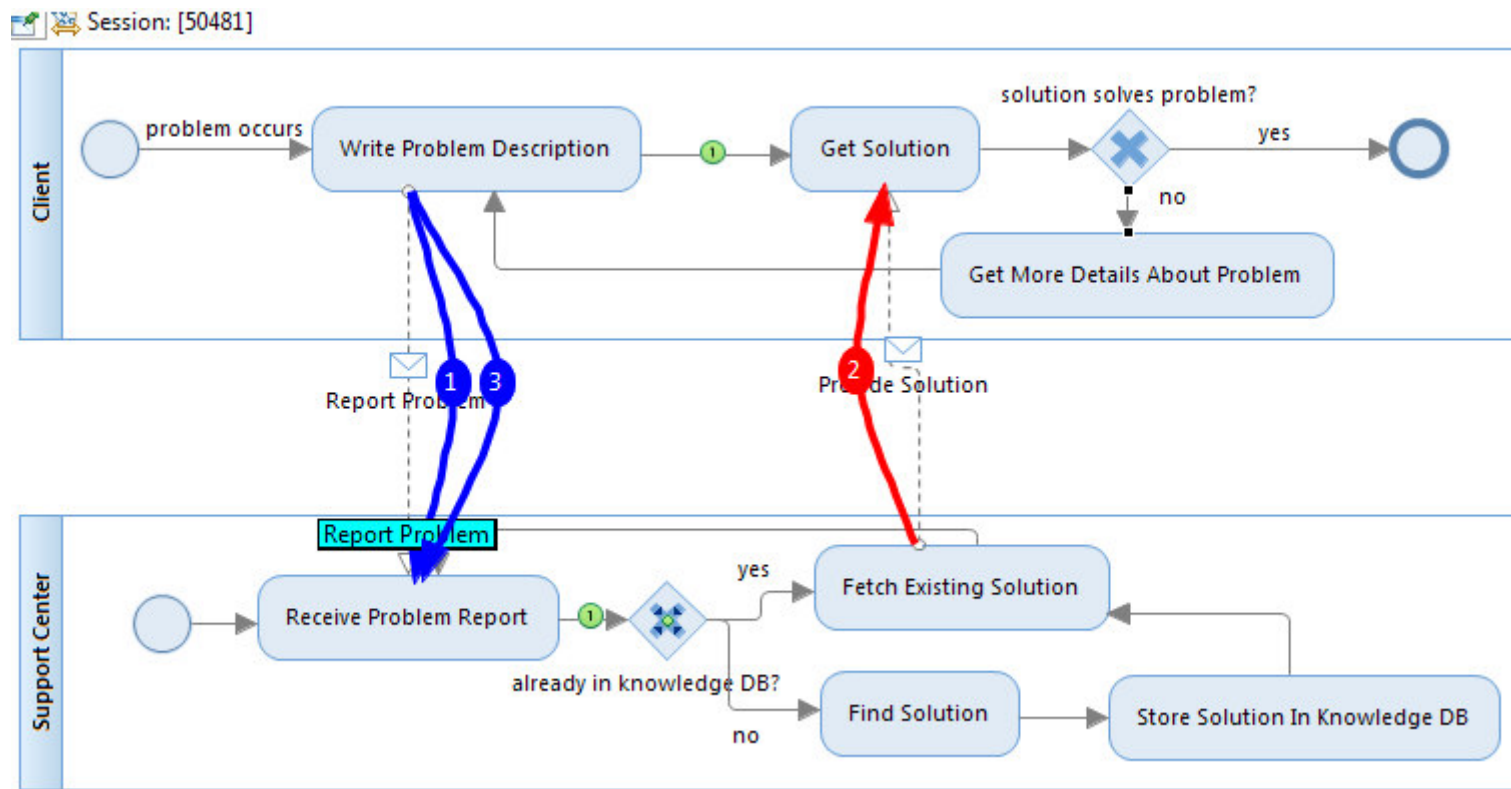 Session: [50481]
Client
problem occurs
Write Problem Description
1
Get Solution
solution solves problem?
yes
no
Get More Details About Problem
Report Problem
1
3
Provide Solution
2
Support Center
Report Problem
Receive Problem Report
1
already in knowledge DB?
yes
no
Fetch Existing Solution
Find Solution
Store Solution In Knowledge DB